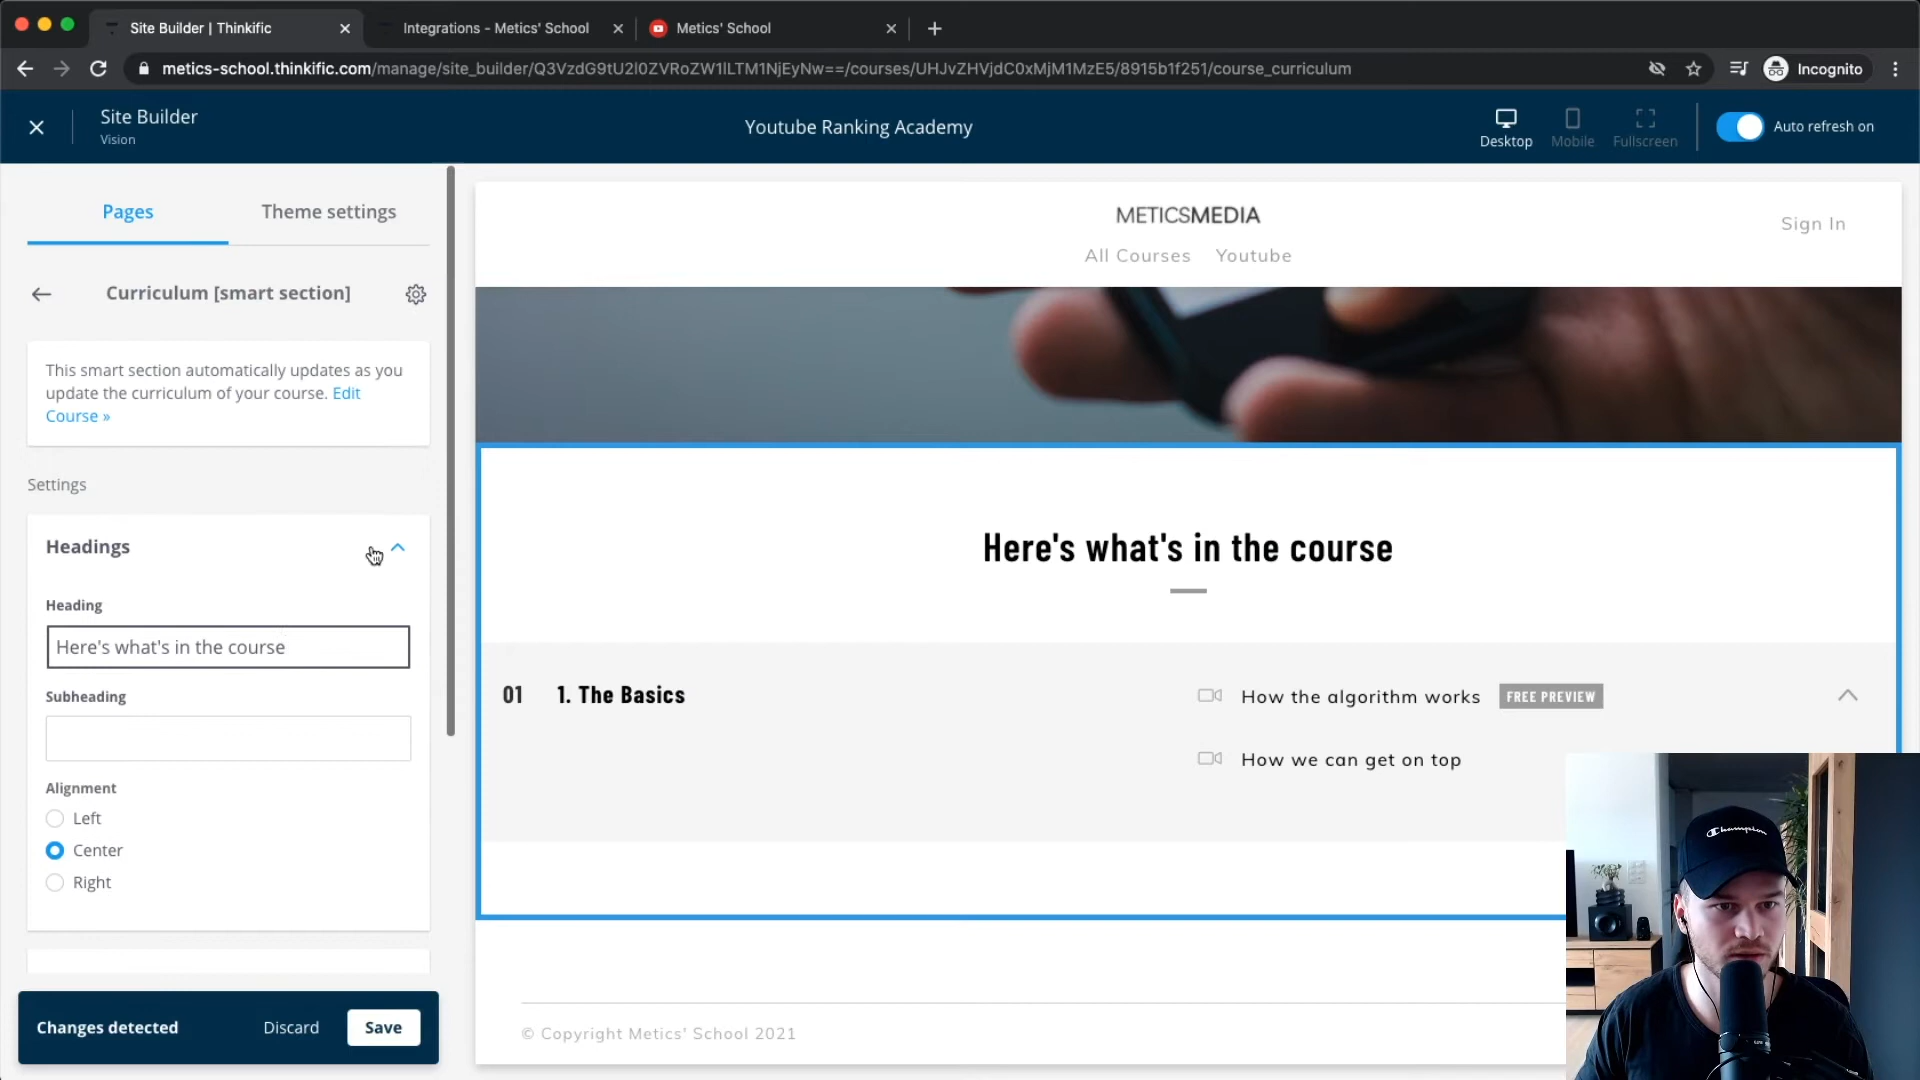 Site Builder | Thinkific
Integrations - Metics' School
Metics' School
metics-school.thinkific.com/manage/site_builder/Q3VzdG9tU2l0ZVRoZW1lLTM1NjEyNw==/courses/UHJvZHVjdC0xMjM1MzE5/8915b1f251/course_curriculum
Incognito
Site Builder
Vision
Youtube Ranking Academy
Desktop
Mobile
Fullscreen
Auto refresh on
Pages
Theme settings
Curriculum [smart section]
This smart section automatically updates as you
update the curriculum of your course. Edit
Course »
Settings
Headings
Heading
Here's what's in the course
Subheading
Alignment
Left
Center
Right
Changes detected
Discard
Save
METICSMEDIA
All Courses
Youtube
Sign In
Here's what's in the course
01
1. The Basics
How the algorithm works
FREE PREVIEW
How we can get on top
© Copyright Metics' School 2021
Champion